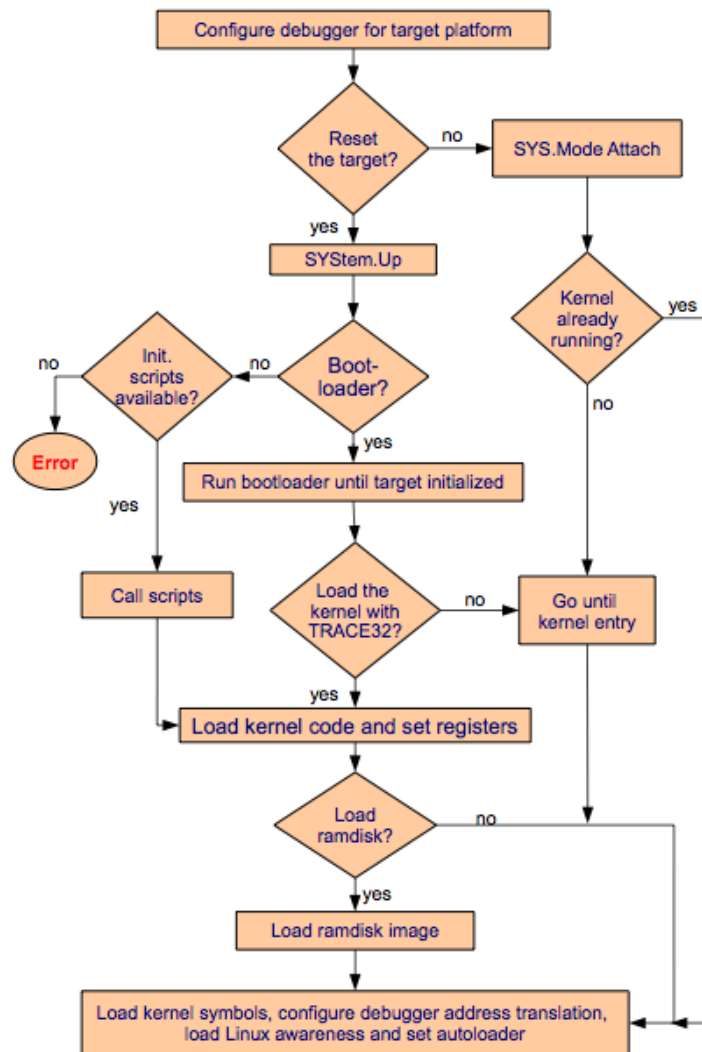 Configure debugger for target platform
Reset
the target?
no
SYS.Mode Attach
yes
SYStem.Up
Kernel
already
running?
yes
Init.
scripts
available?
no
no
Boot-
loader?
no
Error
yes
Run bootloader until target initialized
yes
Call scripts
Load the
kernel with
TRACE32?
no
Go until
kernel entry
yes
Load kernel code and set registers
Load
ramdisk?
no
yes
Load ramdisk image
Load kernel symbols, configure debugger address translation,
load Linux awareness and set autoloader